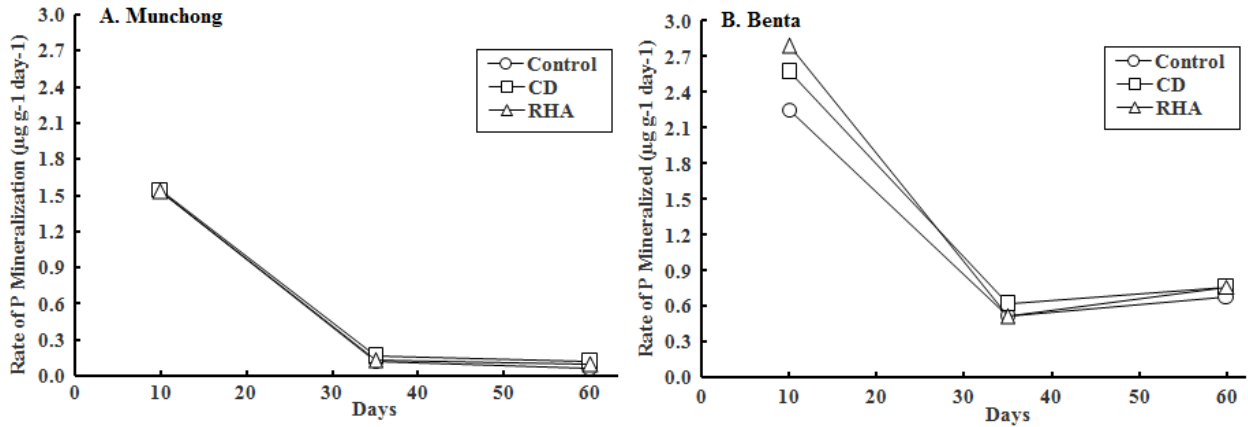 A. Munchong
Rate of P Mineralization (µg g-1 day-1)
3.0
2.7
2.4
2.1
1.8
1.5
1.2
0.9
0.6
0.3
0.0
Control
CD
RHA
0 10 20 30 40 50 60
Days
B. Benta
Rate of P Mineralized (µg g-1 day-1)
3.0
2.7
2.4
2.1
1.8
1.5
1.2
0.9
0.6
0.3
0.0
Control
CD
RHA
0 10 20 30 40 50 60
Days